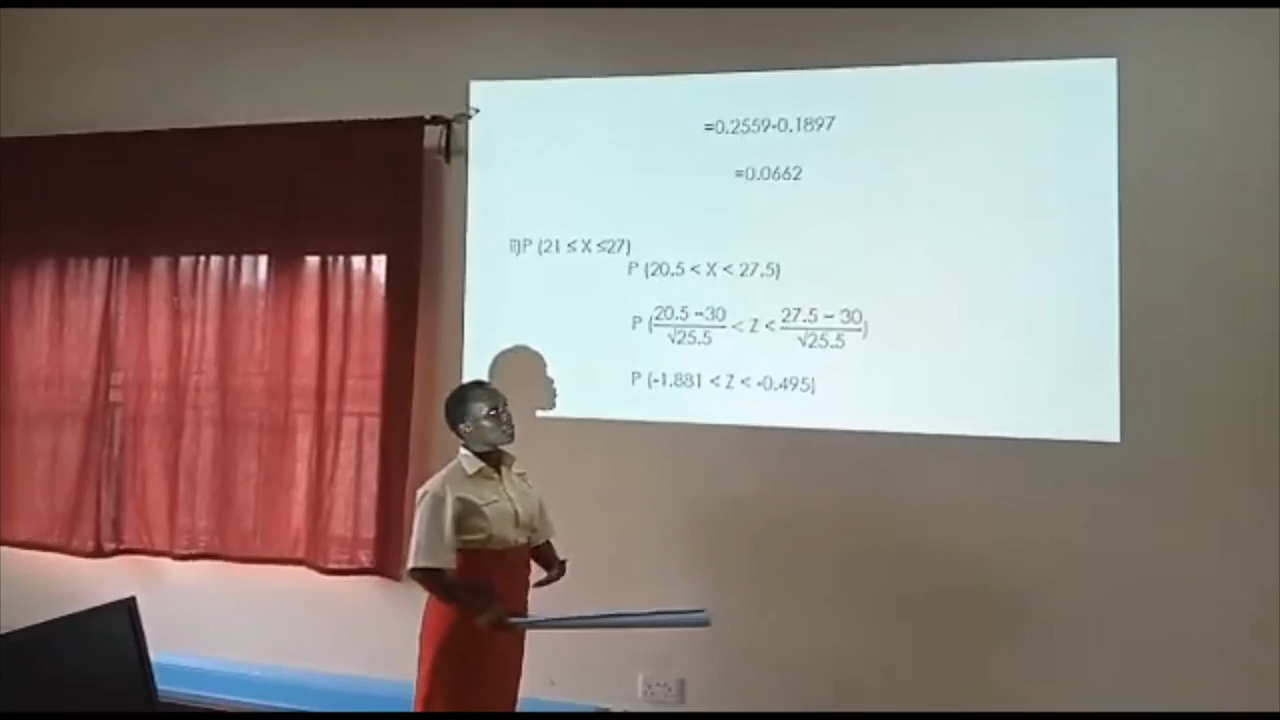 =0.2559-0.1897
=0.0662
ii)P (21 ≤ X ≤27)
P (20.5 < X < 27.5)
P (20.5 −30/√25.5 < Z < 27.5 − 30/√25.5)
P (-1.881 < Z < -0.495)